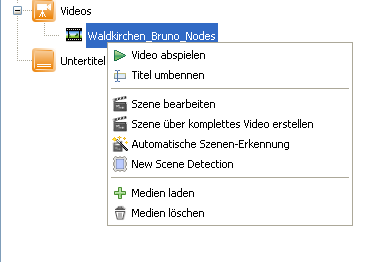 Videos
Waldkirchen_Bruno_Nodes
Untertitel
Video abspielen
Titel umbennen
Szene bearbeiten
Szene über komplettes Video erstellen
Automatische Szenen-Erkennung
New Scene Detection
Medien laden
Medien löschen